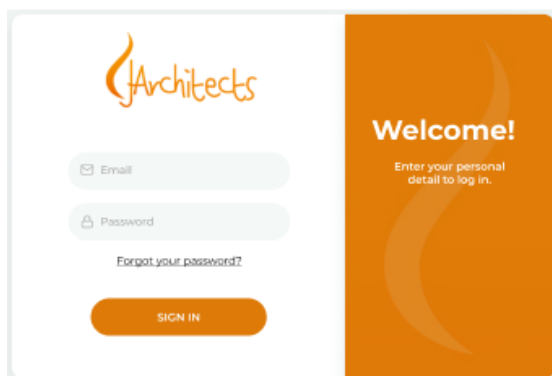 JArchitects
Email
Password
Forgot your password?
SIGN IN
Welcome!
Enter your personal
detail to log in.